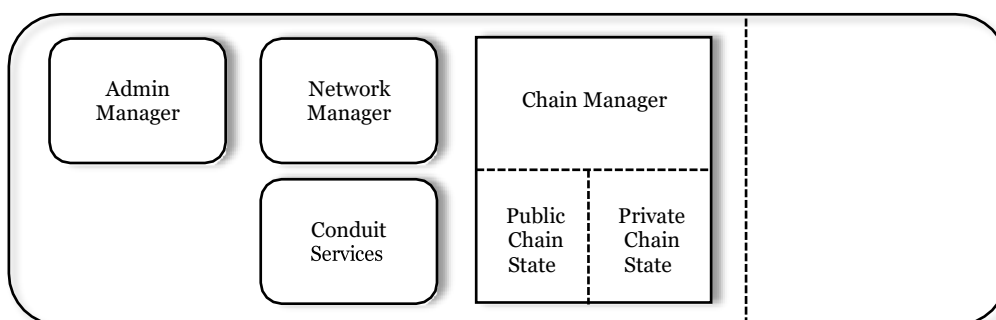 Admin
Manager
Network
Manager
Chain Manager
Conduit
Services
Public
Chain
State
Private
Chain
State